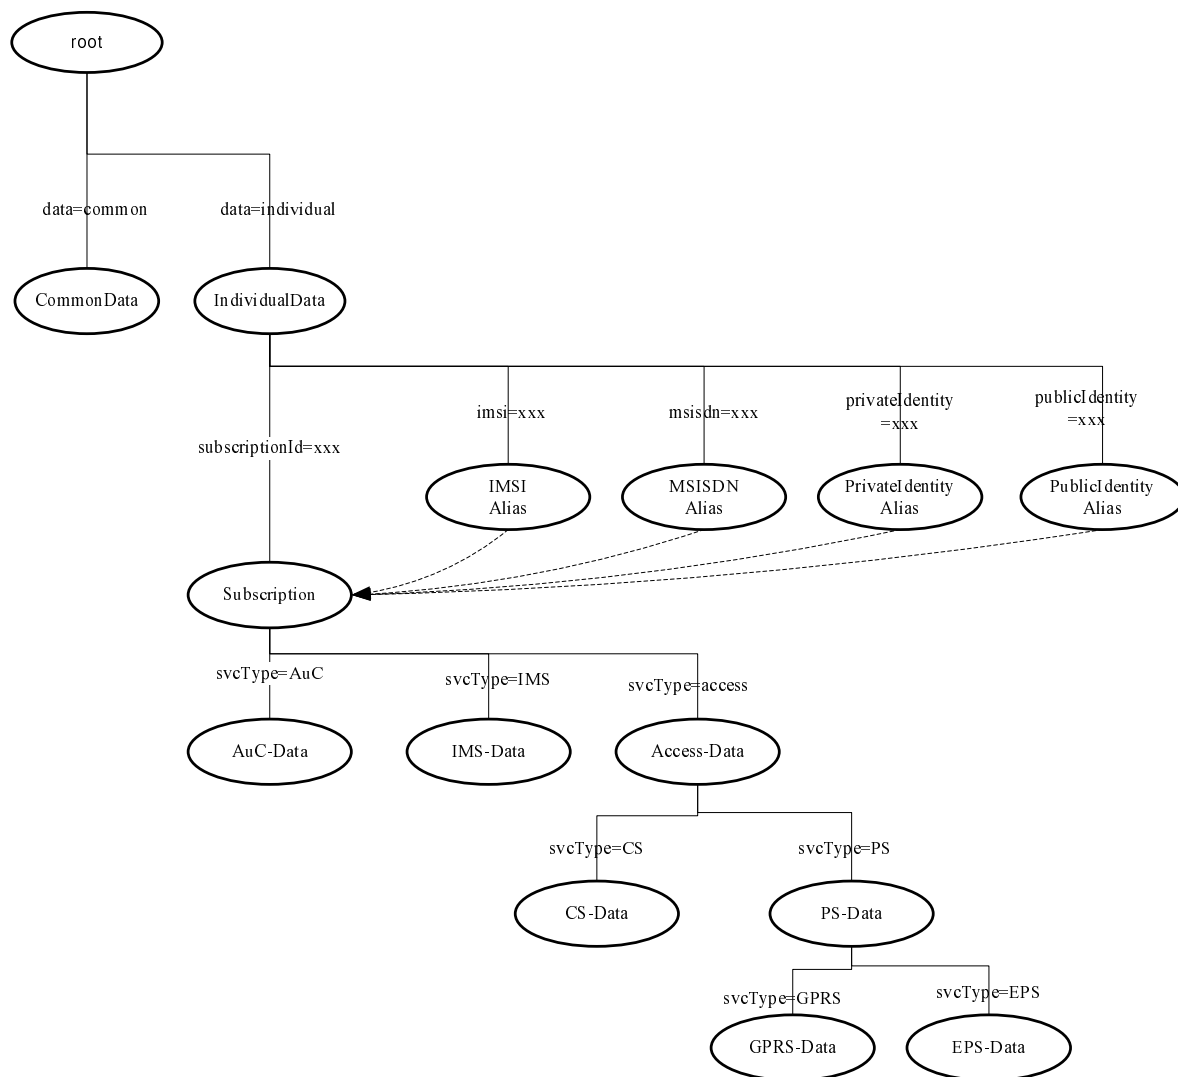 root
data=common
data=individual
CommonData
IndividualData
imsi=xxx
msisdn=xxx
privateIdentity
=xxx
publicIdentity
=xxx
subscriptionId=xxx
IMSI
Alias
MSISDN
Alias
PrivateIdentity
Alias
PublicIdentity
Alias
Subscription
svcType=AuC
svcType=IMS
svcType=access
AuC-Data
IMS-Data
Access-Data
svcType=CS
svcType=PS
CS-Data
PS-Data
svcType=GPRS
svcType=EPS
GPRS-Data
EPS-Data